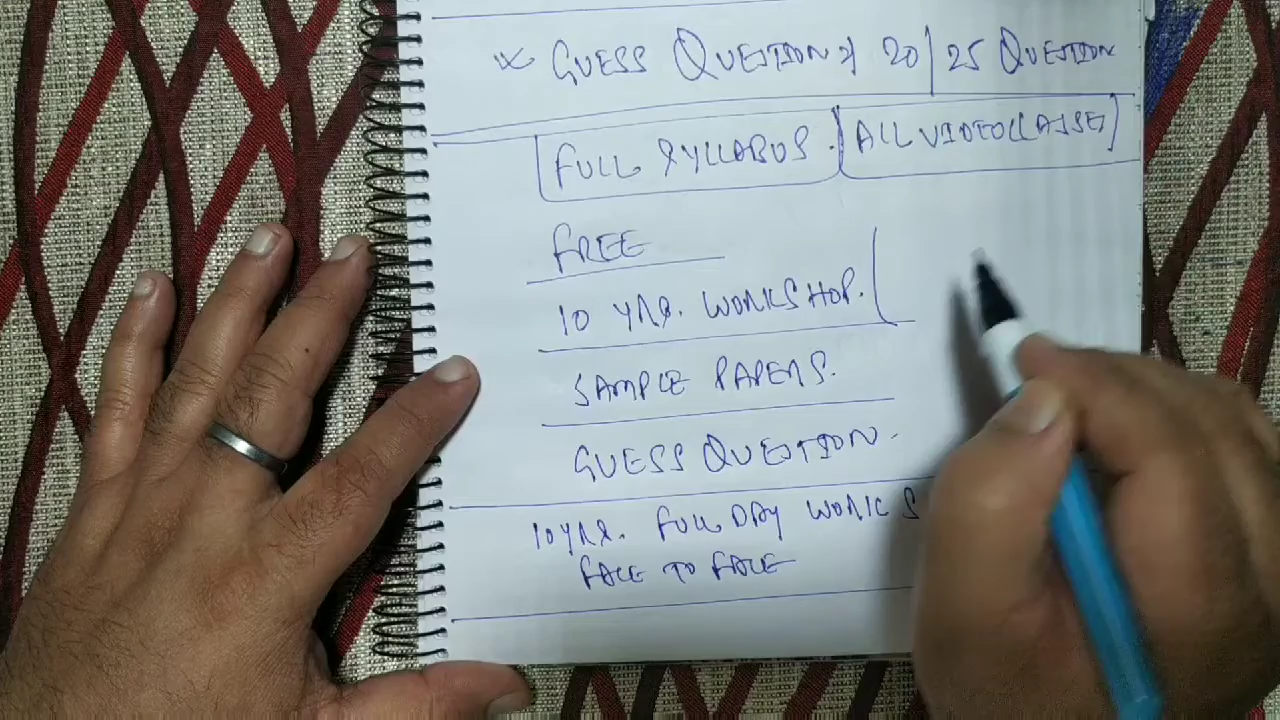 * GUESS QUESTION 20/25 QUESTION
FULL SYLLABUS. ALL VIDEO CLASSES
FREE
10 YRS. WORKSHOP.
SAMPLE PAPERS.
GUESS QUESTION.
10 YRS. FULL DAY WORKS
FACE TO FACE